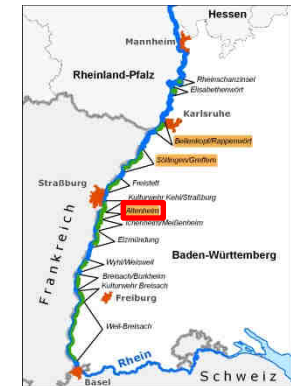 Hessen
Mannheim
Rheinland-Pfalz
Rheinschanzinsel
Elisabethenwört
Karlsruhe
Bellenkopf/Rappenwört
Söllingen/Greffern
Freistett
Straßburg
Kulturwehr Kehl/Straßburg
Altenheim
Ichenheim/Meißenheim
Elzmündung
Frankreich
Baden-Württemberg
Wyhl/Weisweil
Breisach/Burkheim
Kulturwehr Breisach
Freiburg
Weil-Breisach
Rhein
Basel
Schweiz